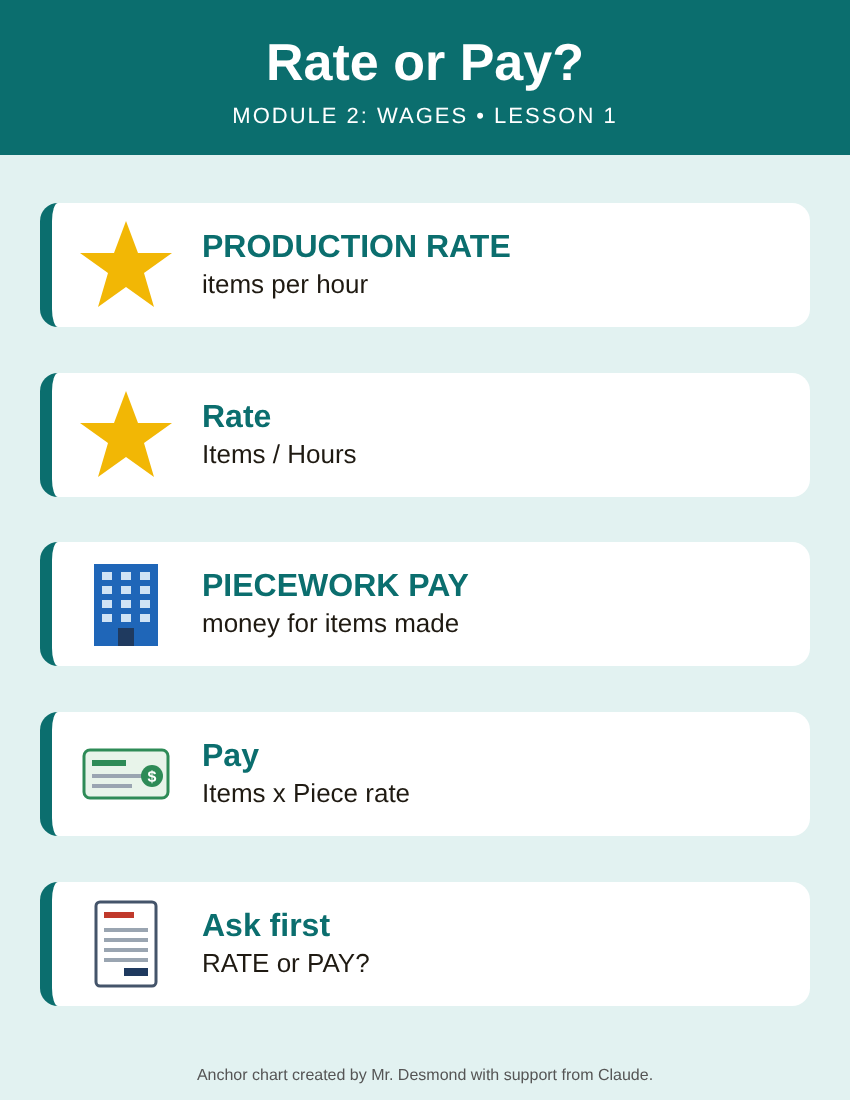 Rate or Pay?
MODULE 2: WAGES • LESSON 1
PRODUCTION RATE
items per hour
Rate
Items / Hours
PIECEWORK PAY
money for items made
Pay
Items x Piece rate
$
Ask first
RATE or PAY?
Anchor chart created by Mr. Desmond with support from Claude.